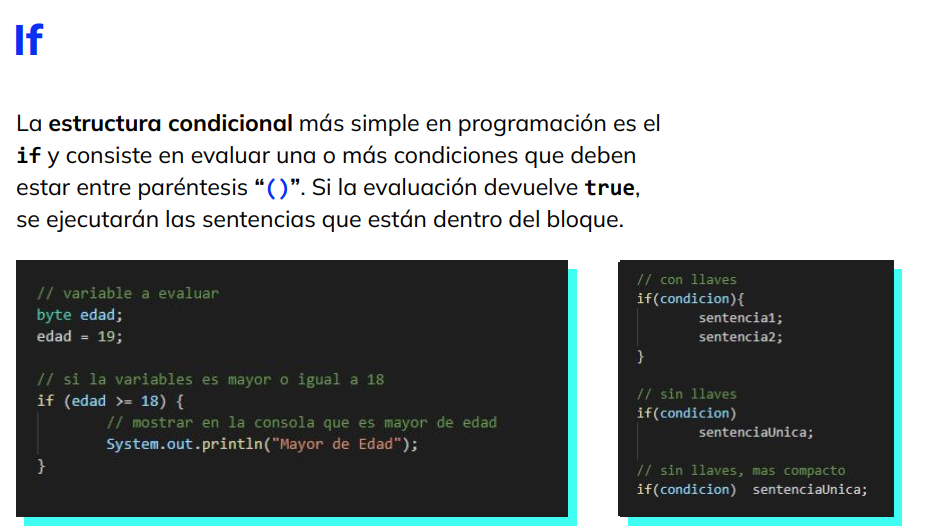 If
La estructura condicional más simple en programación es el
if y consiste en evaluar una o más condiciones que deben
estar entre paréntesis “()”. Si la evaluación devuelve true,
se ejecutarán las sentencias que están dentro del bloque.
// variable a evaluar
byte edad;
edad = 19;
// si la variables es mayor o igual a 18
if (edad >= 18) {
// mostrar en la consola que es mayor de edad
System.out.println("Mayor de Edad");
}
// con llaves
if(condicion){
sentencia1;
sentencia2;
}
// sin llaves
if(condicion)
sentenciaUnica;
// sin llaves, mas compacto
if(condicion) sentenciaUnica;